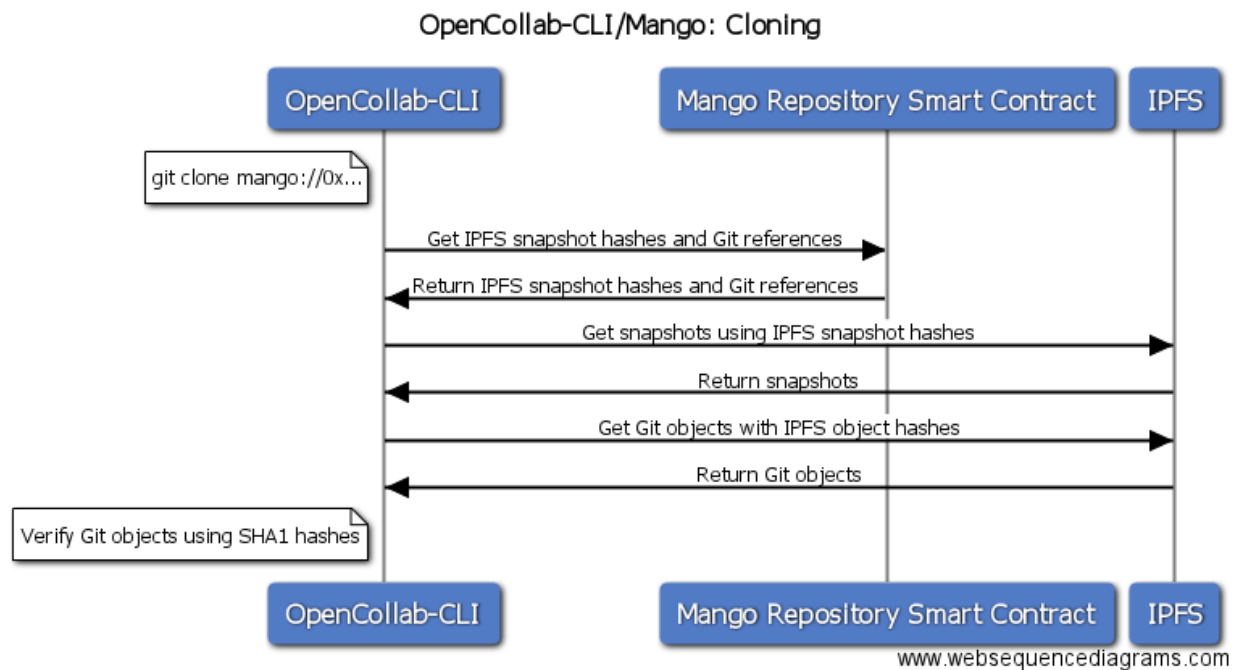 OpenCollab-CLI/Mango: Cloning
OpenCollab-CLI
Mango Repository Smart Contract
IPFS
git clone mango://0x...
Get IPFS snapshot hashes and Git references
Return IPFS snapshot hashes and Git references
Get snapshots using IPFS snapshot hashes
Return snapshots
Get Git objects with IPFS object hashes
Return Git objects
Verify Git objects using SHA1 hashes
OpenCollab-CLI
Mango Repository Smart Contract
IPFS
www.websequencediagrams.com